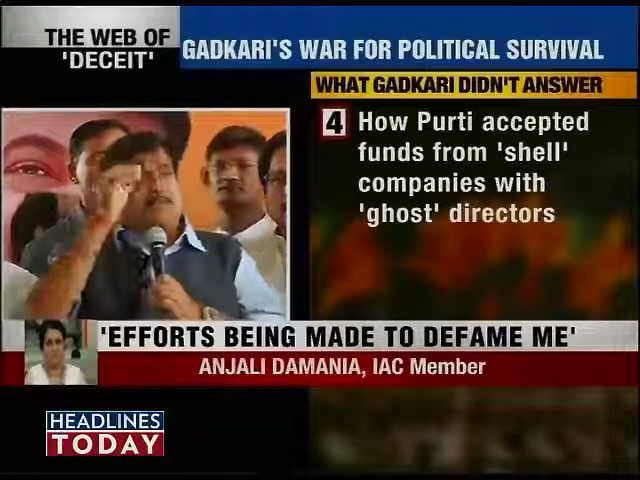 THE WEB OF
'DECEIT'
GADKARI'S WAR FOR POLITICAL SURVIVAL
WHAT GADKARI DIDN'T ANSWER
4 How Purti accepted
funds from 'shell'
companies with
'ghost' directors
'EFFORTS BEING MADE TO DEFAME ME'
ANJALI DAMANIA, IAC Member
HEADLINES
TODAY